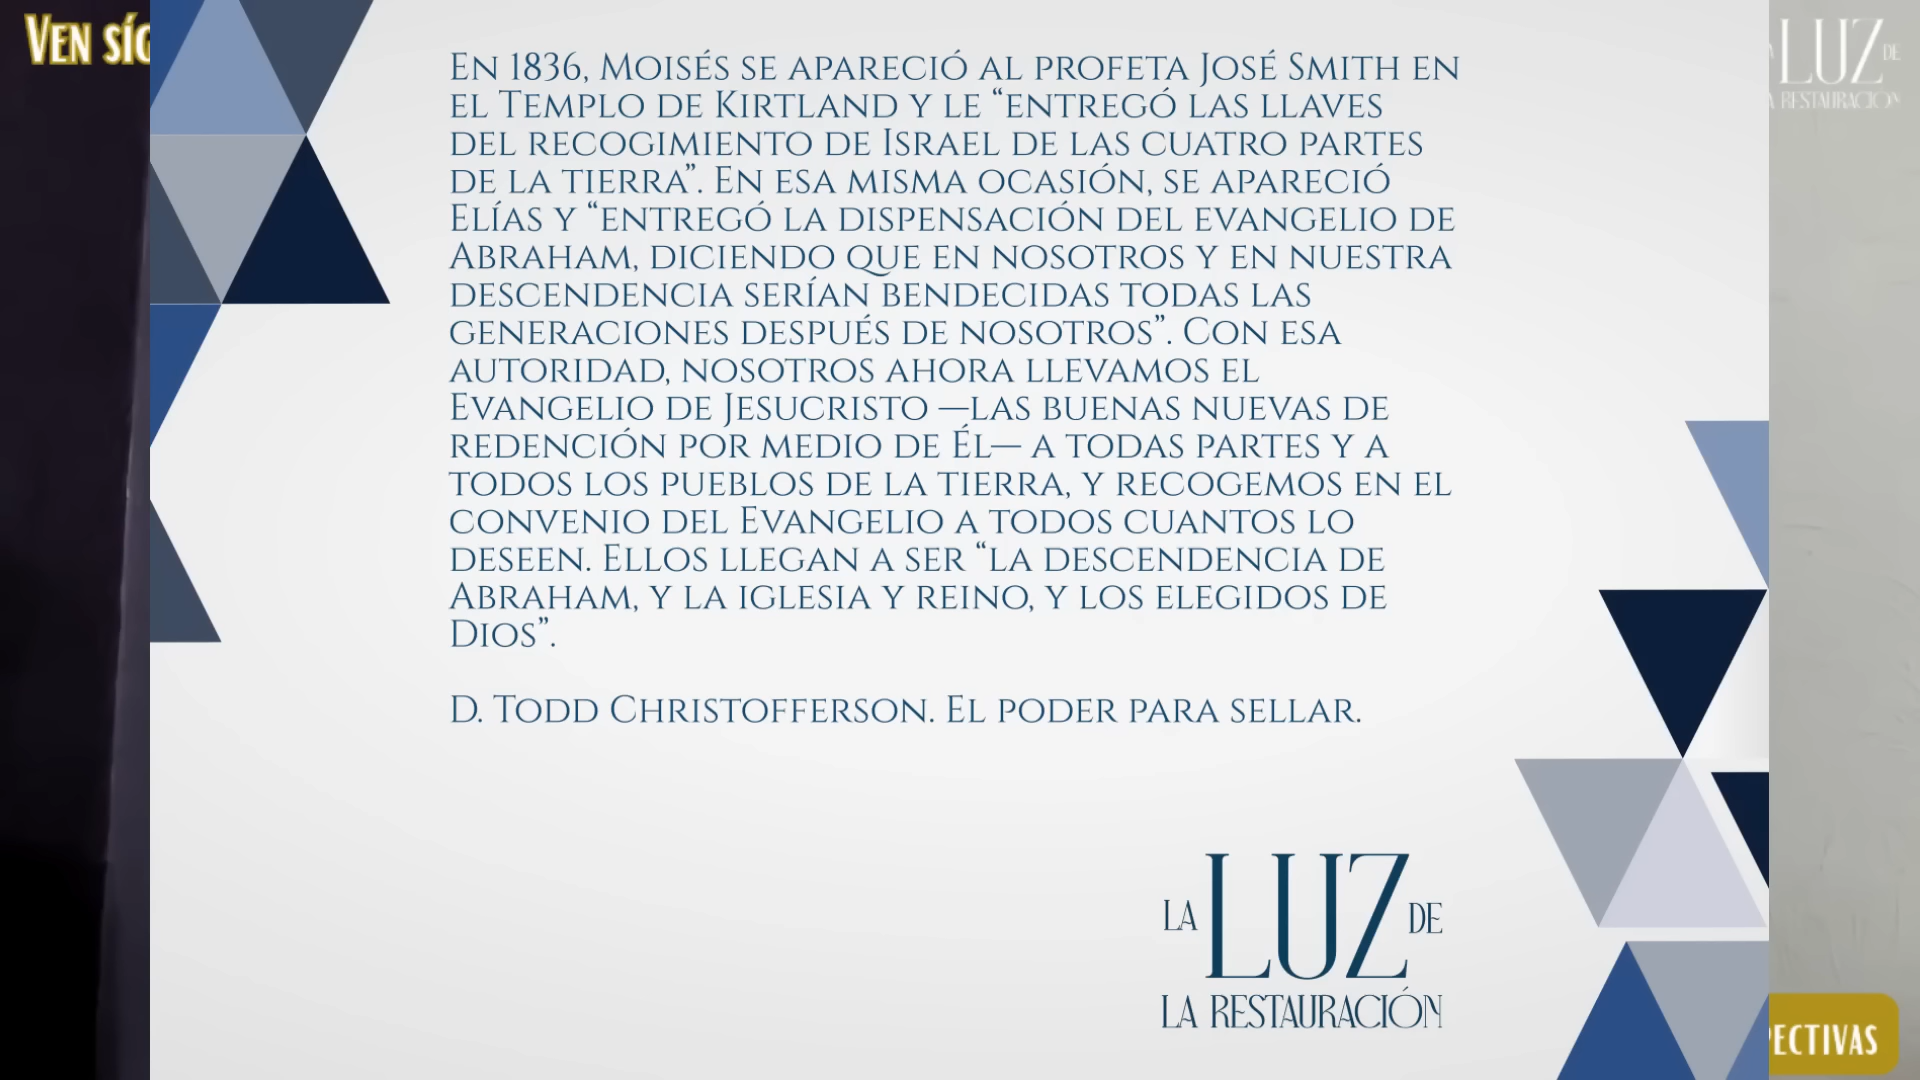 Ven síg
En 1836, Moisés se apareció al profeta José Smith en
el Templo de Kirtland y le “entregó las llaves
del recogimiento de Israel de las cuatro partes
de la tierra”. En esa misma ocasión, se apareció
Elías y “entregó la dispensación del evangelio de
Abraham, diciendo que en nosotros y en nuestra
descendencia serían bendecidas todas las
generaciones después de nosotros”. Con esa
autoridad, nosotros ahora llevamos el
Evangelio de Jesucristo —las buenas nuevas de
redención por medio de Él— a todas partes y a
todos los pueblos de la tierra, y recogemos en el
convenio del Evangelio a todos cuantos lo
deseen. Ellos llegan a ser “la descendencia de
Abraham, y la iglesia y reino, y los elegidos de
Dios”.
D. Todd Christofferson. El poder para sellar.
LA LUZ DE
LA RESTAURACIÓN
LUZ DE
LA RESTAURACIÓN
PECTIVAS